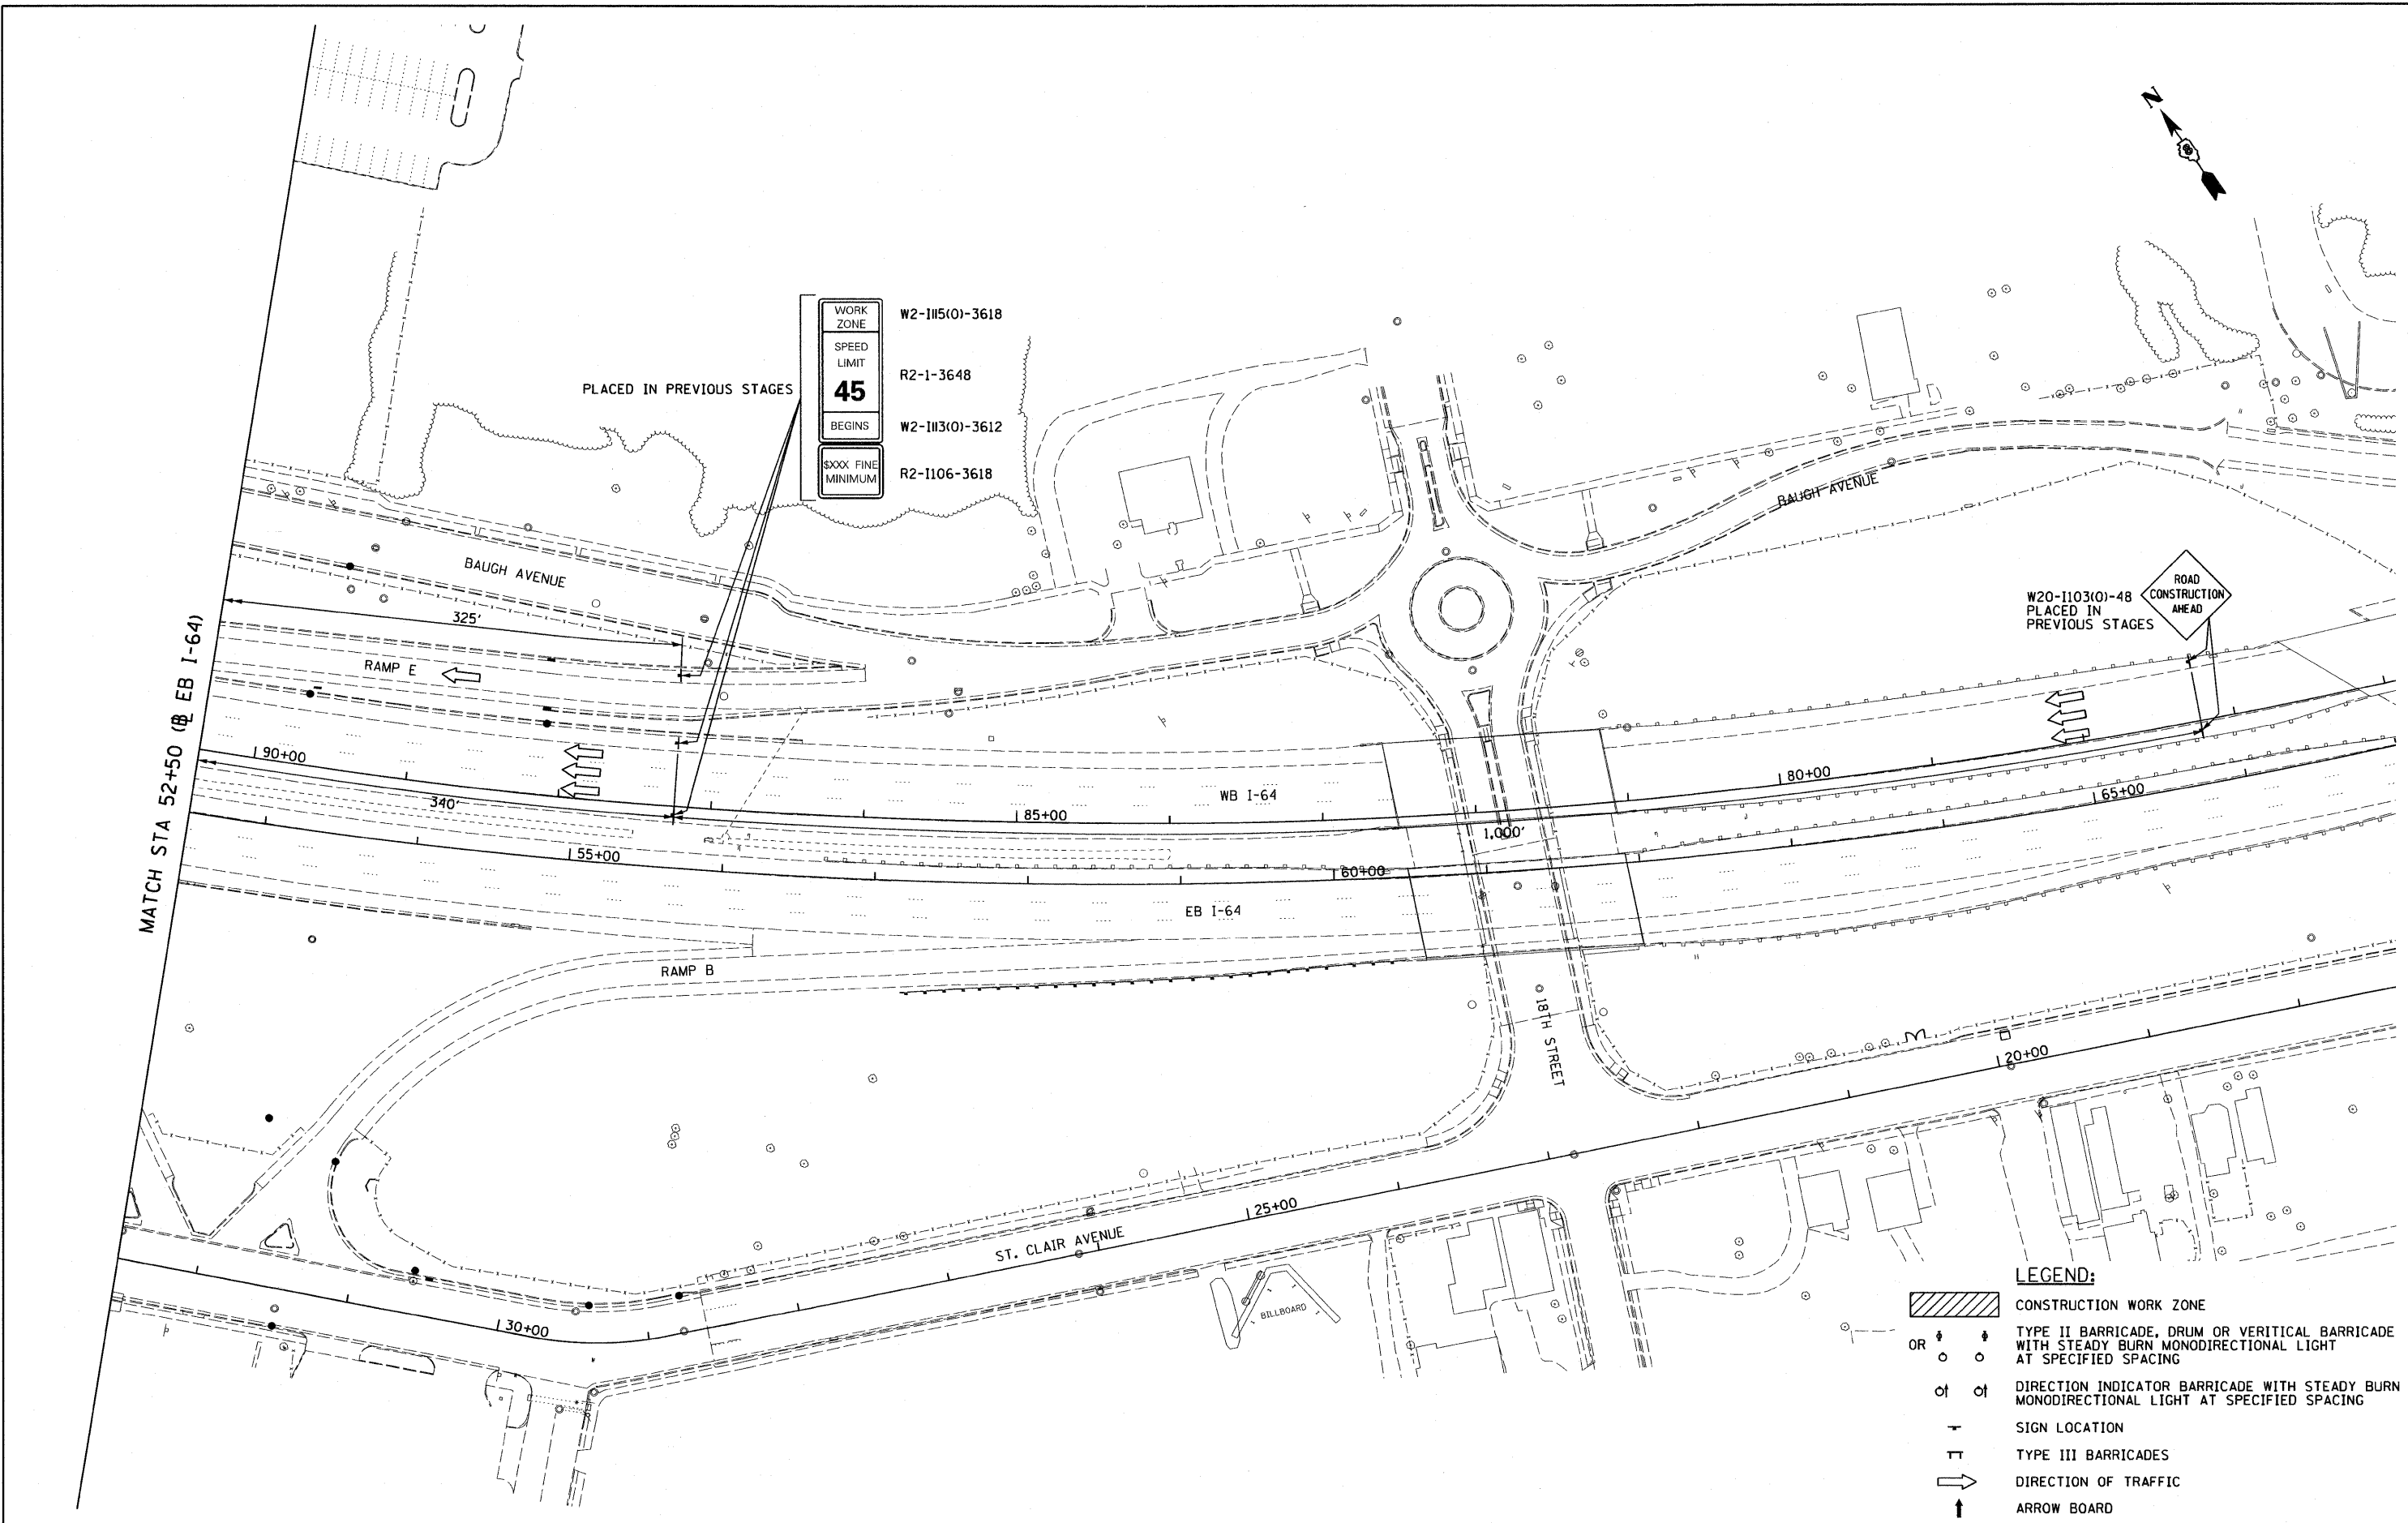 N
WORK
ZONE
SPEED
LIMIT
45
BEGINS
$XXX FINE
MINIMUM
W2-I115(O)-3618
R2-1-3648
W2-I113(O)-3612
R2-I106-3618
PLACED IN PREVIOUS STAGES
BAUGH AVENUE
BAUGH AVENUE
ROAD
CONSTRUCTION
AHEAD
W20-I103(O)-48
PLACED IN
PREVIOUS STAGES
325'
RAMP E
MATCH STA 52+50 (℄ EB I-64)
90+00
340'
85+00
WB I-64
80+00
1,000'
65+00
55+00
60+00
EB I-64
RAMP B
18TH STREET
20+00
25+00
ST. CLAIR AVENUE
30+00
BILLBOARD
LEGEND:
CONSTRUCTION WORK ZONE
OR
TYPE II BARRICADE, DRUM OR VERITICAL BARRICADE
WITH STEADY BURN MONODIRECTIONAL LIGHT
AT SPECIFIED SPACING
DIRECTION INDICATOR BARRICADE WITH STEADY BURN
MONODIRECTIONAL LIGHT AT SPECIFIED SPACING
SIGN LOCATION
TYPE III BARRICADES
DIRECTION OF TRAFFIC
ARROW BOARD